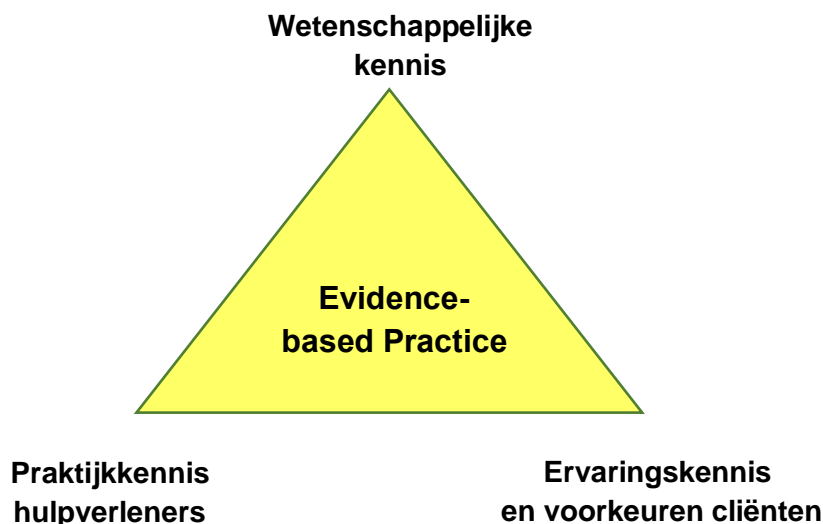 Wetenschappelijke
kennis
Evidence-
based Practice
Praktijkkennis
hulpverleners
Ervaringskennis
en voorkeuren cliënten